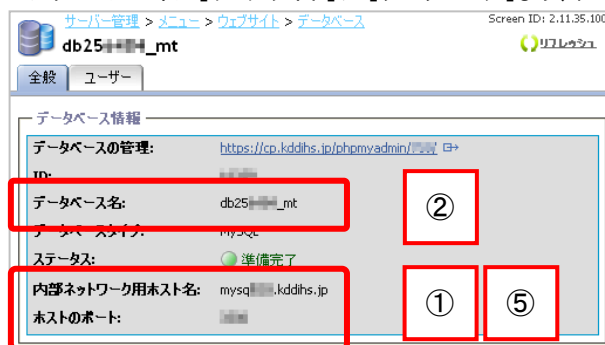 サーバー管理 > メニュー > ウェブサイト > データベース
Screen ID: 2.11.35.100
db25 _mt
リフレッシュ
全般 ユーザー
データベース情報
データベースの管理: https://cp.kddihs.jp/phpmyadmin/
ID:
データベース名: db25 _mt
②
データベースタイプ: MySQL
ステータス: 準備完了
内部ネットワーク用ホスト名: mysq .kddihs.jp
① ⑤
ホストのポート: